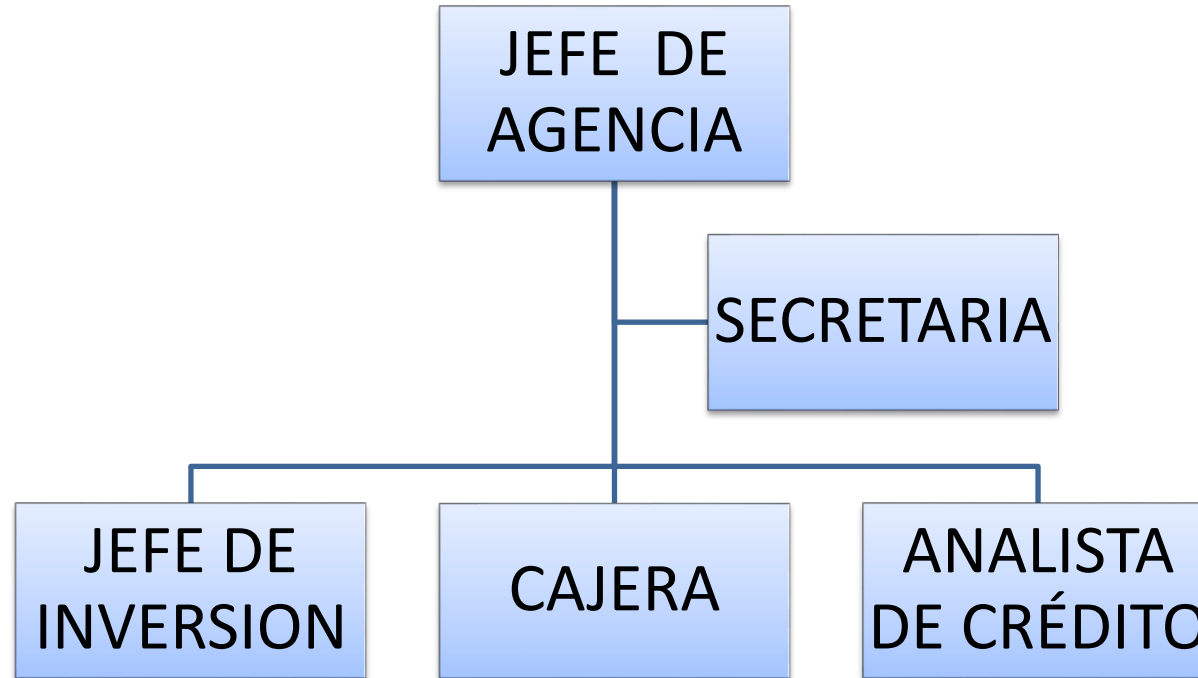 JEFE DE
AGENCIA
SECRETARIA
JEFE DE
INVERSION
CAJERA
ANALISTA
DE CRÉDITO